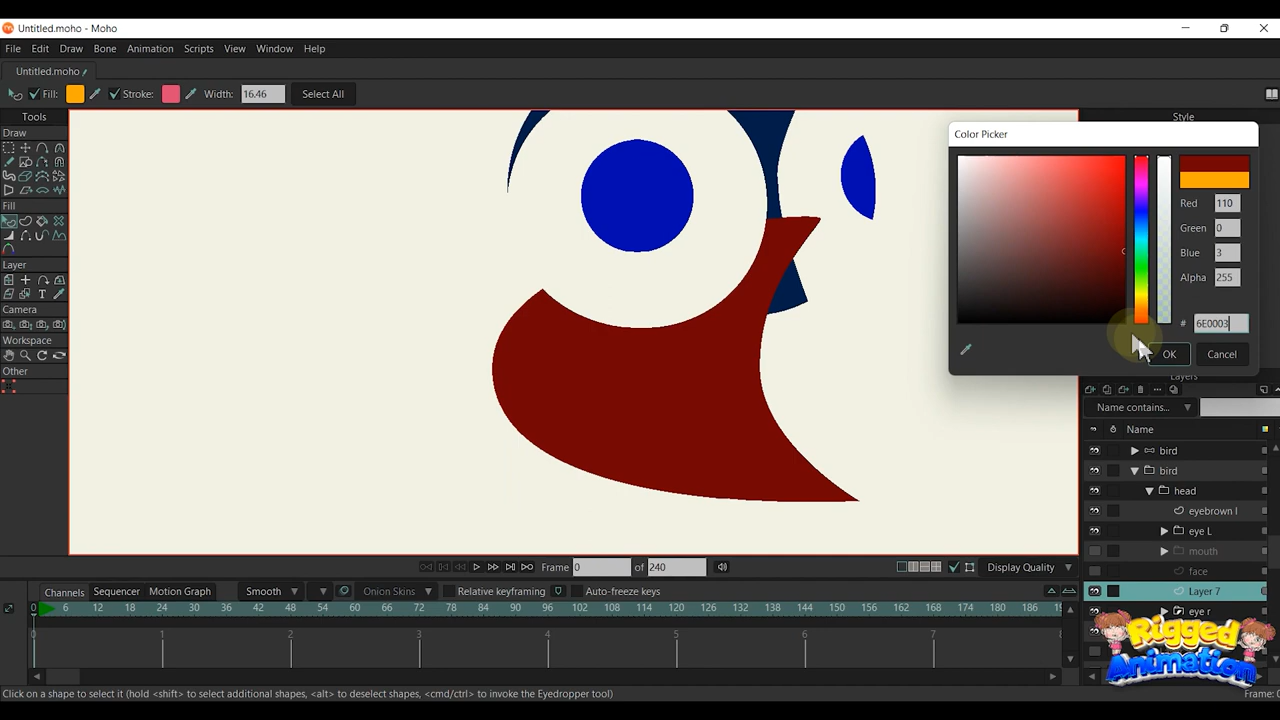 Untitled.moho - Moho
File Edit Draw Bone Animation Scripts View Window Help
Untitled.moho
Fill: Stroke: Width: 16.46 Select All
Tools
Draw
Fill
Layer
Camera
Workspace
Other
Style
Color Picker
Red 110
Green 0
Blue 3
Alpha 255
# 6E0003
OK Cancel
Layers
Name contains...
Name
bird
bird
head
eyebrow l
eye L
mouth
face
Layer 7
eye r
Frame 0 of 240 Display Quality
Channels Sequencer Motion Graph Smooth Onion Skins Relative keyframing Auto-freeze keys
0 6 12 18 24 30 36 42 48 54 60 66 72 78 84 90 96 102 108 114 120 126 132 138 144 150 156 162 168 174 180 186
0 1 2 3 4 5 6 7
Rigged
Animation
Click on a shape to select it (hold <shift> to select additional shapes, <alt> to deselect shapes, <cmd/ctrl> to invoke the Eyedropper tool)
Frame: 0